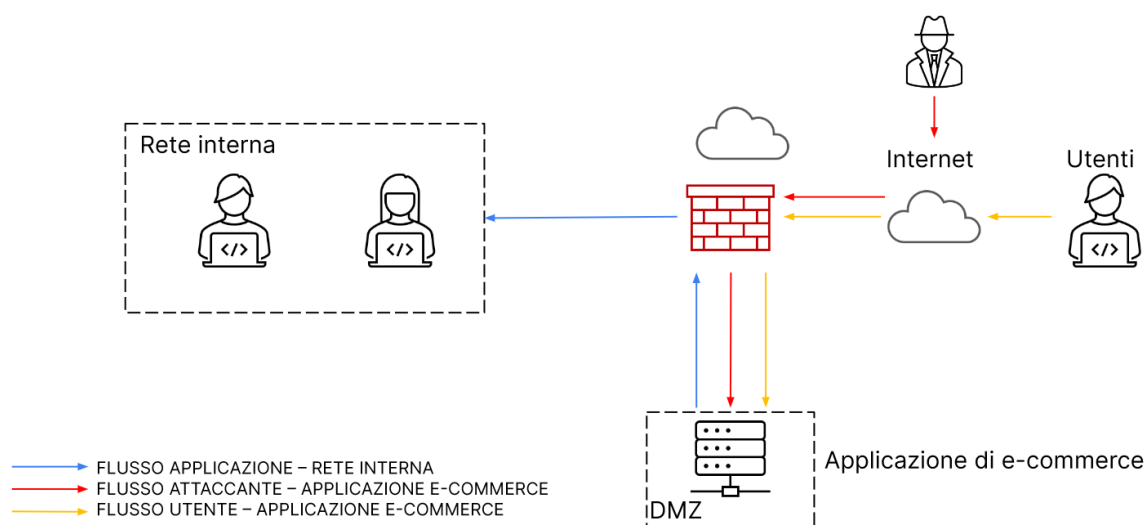 Rete interna
Internet
Utenti
</>
</>
</>
Applicazione di e-commerce
DMZ
FLUSSO APPLICAZIONE – RETE INTERNA
FLUSSO ATTACCANTE – APPLICAZIONE E-COMMERCE
FLUSSO UTENTE – APPLICAZIONE E-COMMERCE